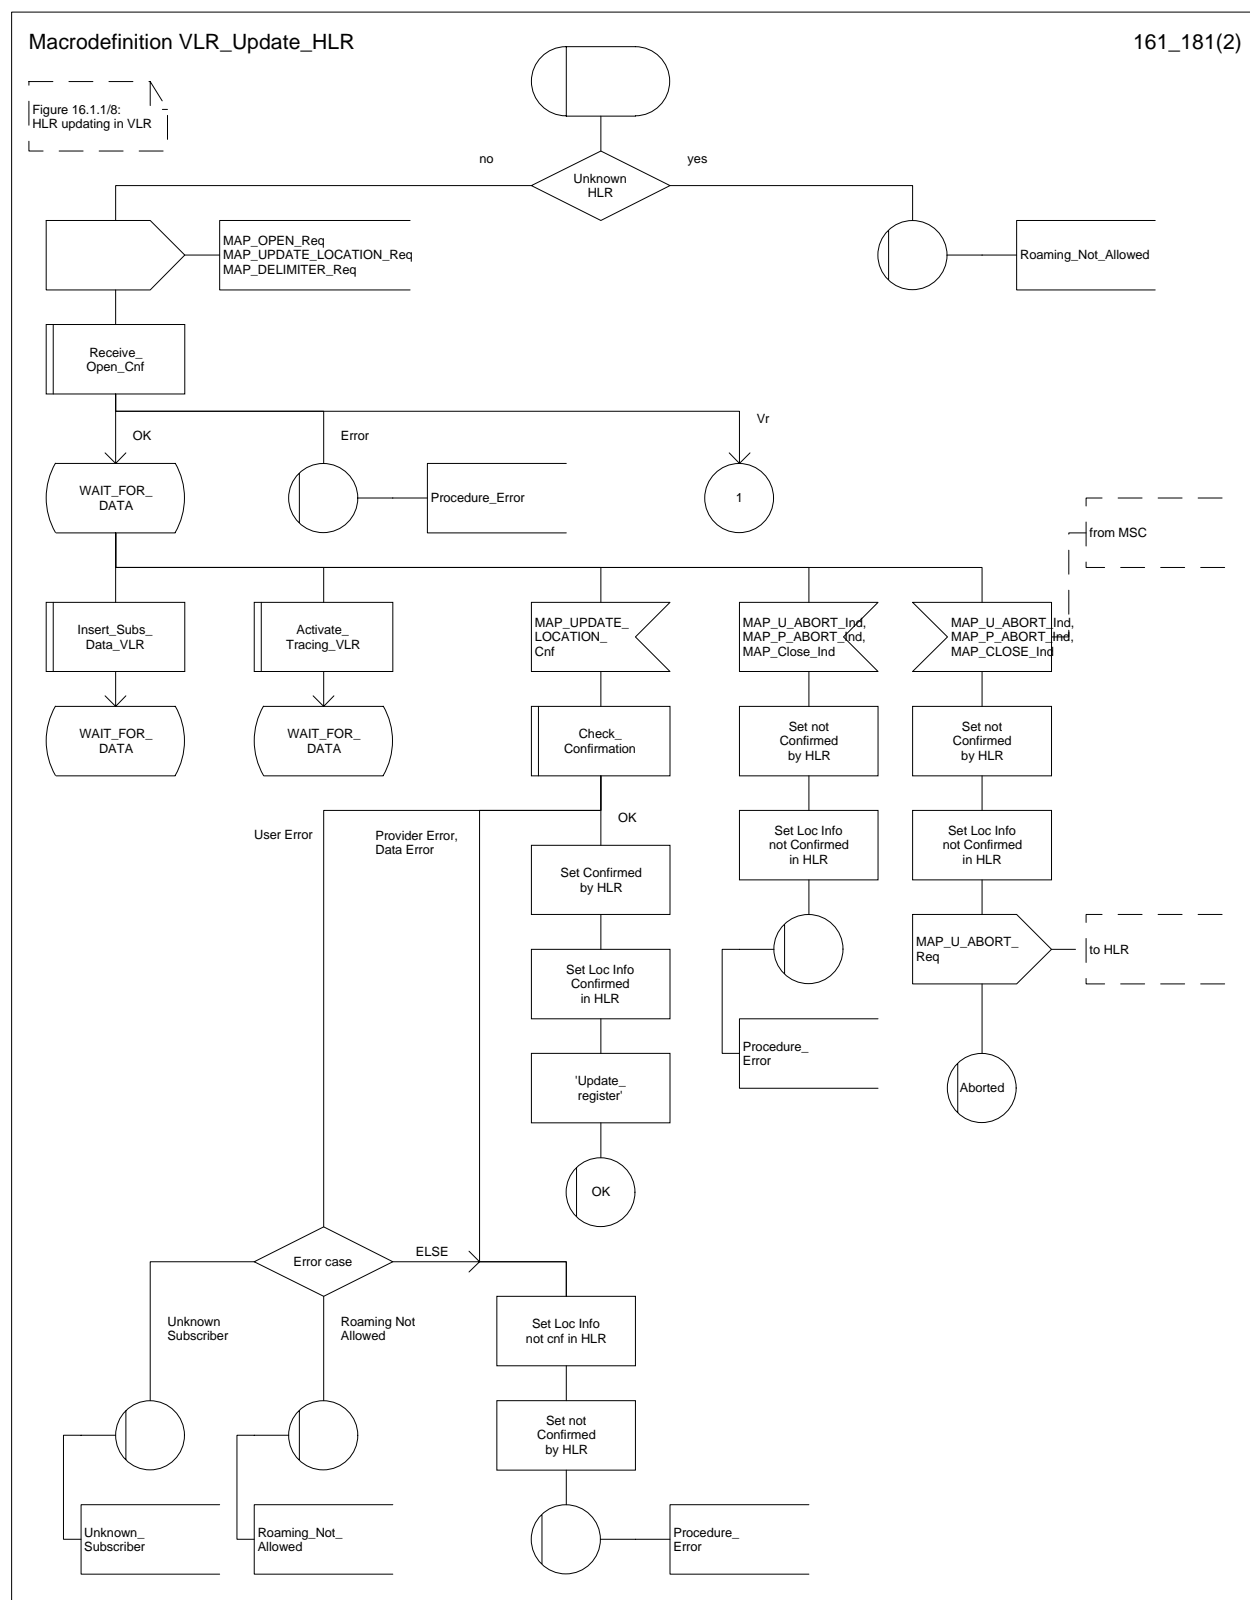 Macrodefinition VLR_Update_HLR
161_181(2)
Figure 16.1.1/8:
HLR updating in VLR
no
yes
Unknown
HLR
MAP_OPEN_Req
MAP_UPDATE_LOCATION_Req
MAP_DELIMITER_Req
Roaming_Not_Allowed
Receive_
Open_Cnf
OK
Error
Vr
WAIT_FOR_
DATA
Procedure_Error
1
from MSC
Insert_Subs_
Data_VLR
Activate_
Tracing_VLR
MAP_UPDATE_
LOCATION_
Cnf
MAP_U_ABORT_Ind,
MAP_P_ABORT_Ind,
MAP_Close_Ind
MAP_U_ABORT_Ind,
MAP_P_ABORT_Ind,
MAP_CLOSE_Ind
WAIT_FOR_
DATA
WAIT_FOR_
DATA
Check_
Confirmation
Set not
Confirmed
by HLR
Set not
Confirmed
by HLR
User Error
Provider Error,
Data Error
OK
Set Loc Info
not Confirmed
in HLR
Set Loc Info
not Confirmed
in HLR
Set Confirmed
by HLR
MAP_U_ABORT_
Req
to HLR
Set Loc Info
Confirmed
in HLR
Procedure_
Error
'Update_
register'
Aborted
OK
Error case
ELSE
Unknown
Subscriber
Roaming Not
Allowed
Set Loc Info
not cnf in HLR
Set not
Confirmed
by HLR
Unknown_
Subscriber
Roaming_Not_
Allowed
Procedure_
Error